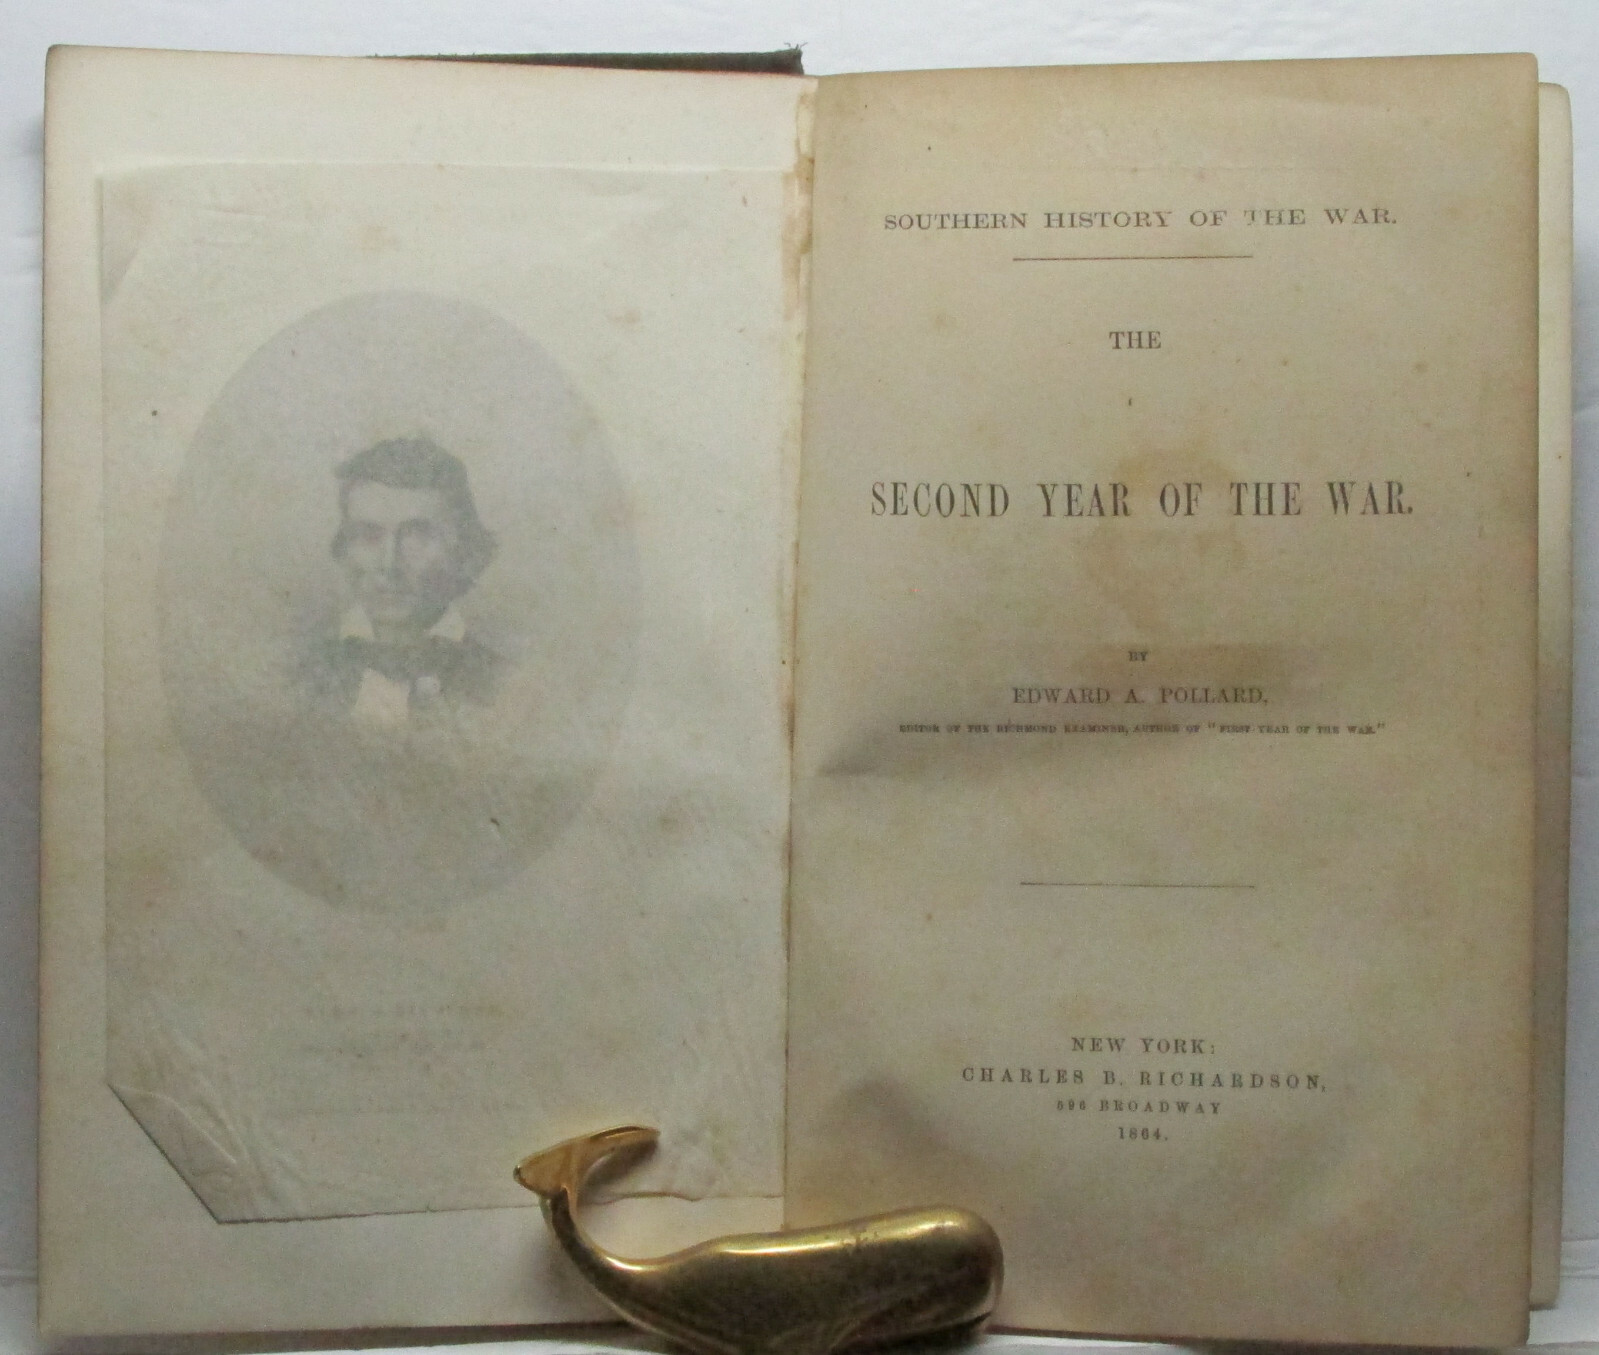 SOUTHERN HISTORY OF THE WAR.
THE
SECOND YEAR OF THE WAR.
BY
EDWARD A. POLLARD,
EDITOR OF THE RICHMOND EXAMINER, AUTHOR OF "FIRST YEAR OF THE WAR."
NEW YORK:
CHARLES B. RICHARDSON,
596 BROADWAY
1864.